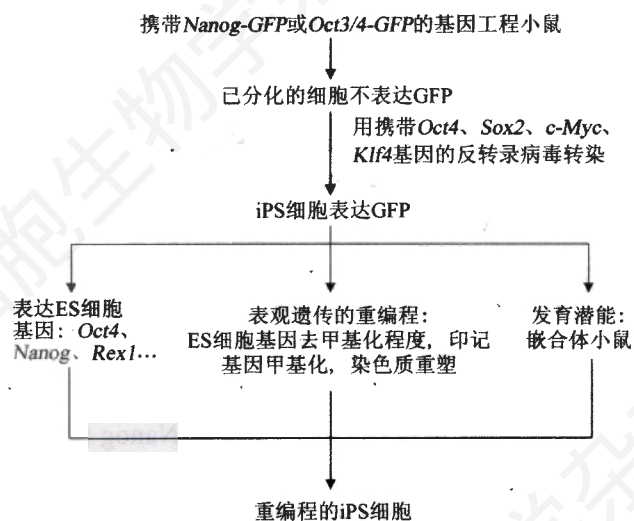 携带Nanog-GFP或Oct3/4-GFP的基因工程小鼠
已分化的细胞不表达GFP
用携带Oct4、Sox2、c-Myc、
Klf4基因的反转录病毒转染
iPS细胞表达GFP
表达ES细胞
基因：Oct4、
Nanog、Rex1…
表观遗传的重编程：
ES细胞基因去甲基化程度，印记
基因甲基化，染色质重塑
发育潜能：
嵌合体小鼠
重编程的iPS细胞